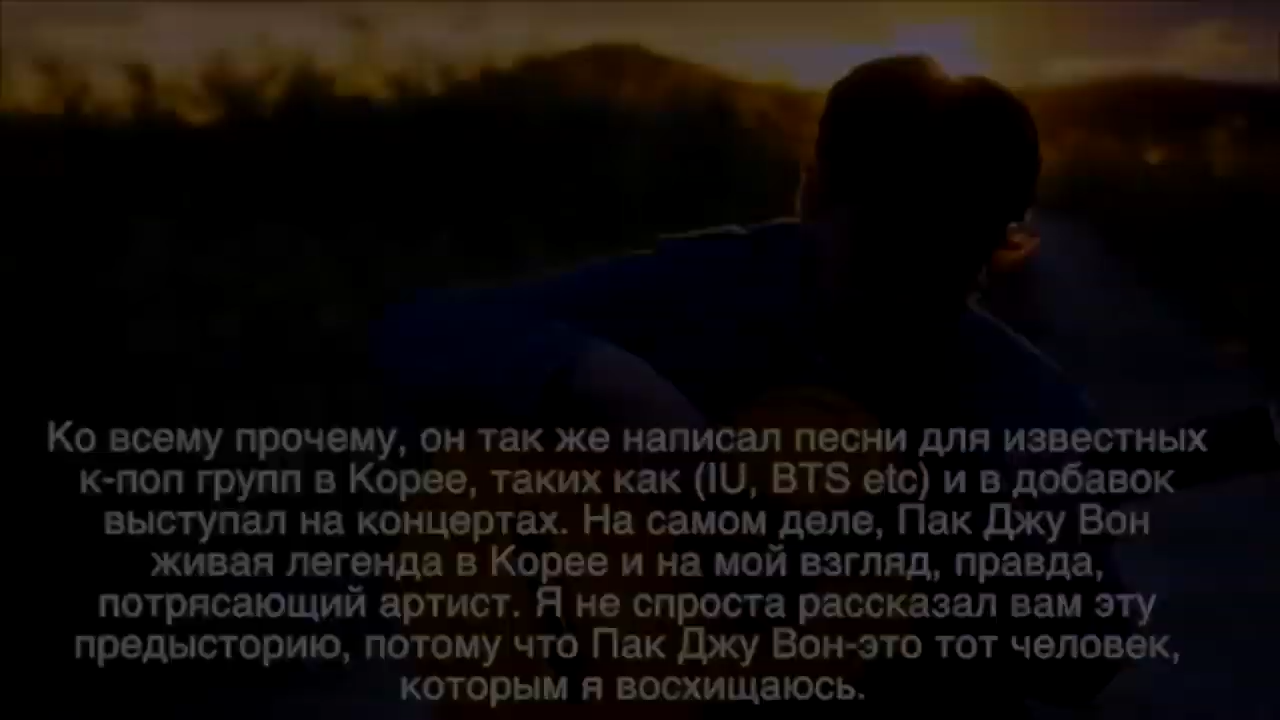 Ко всему прочему, он так же написал песни для известных
к-поп групп в Корее, таких как (IU, BTS etc) и в добавок
выступал на концертах. На самом деле, Пак Джу Вон
живая легенда в Корее и на мой взгляд, правда,
потрясающий артист. Я не спроста рассказал вам эту
предысторию, потому что Пак Джу Вон-это тот человек,
которым я восхищаюсь.